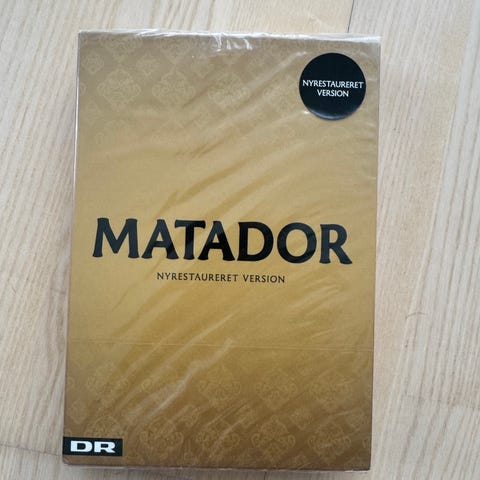 NYRESTAURERET
VERSION
MATADOR
NYRESTAURERET VERSION
DR